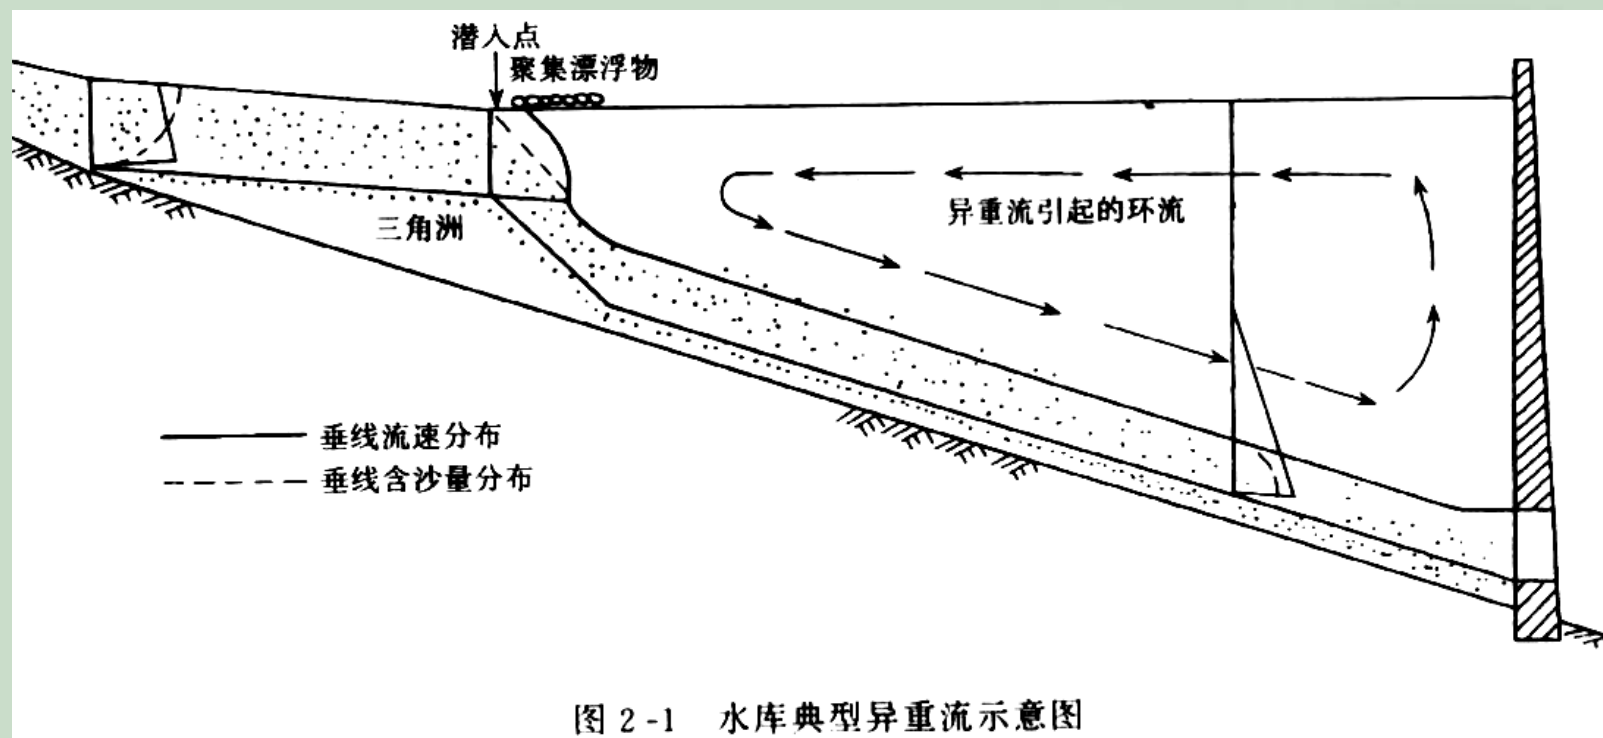 潜入点
聚集漂浮物
三角洲
异重流引起的环流
垂线流速分布
垂线含沙量分布
图 2-1 水库典型异重流示意图